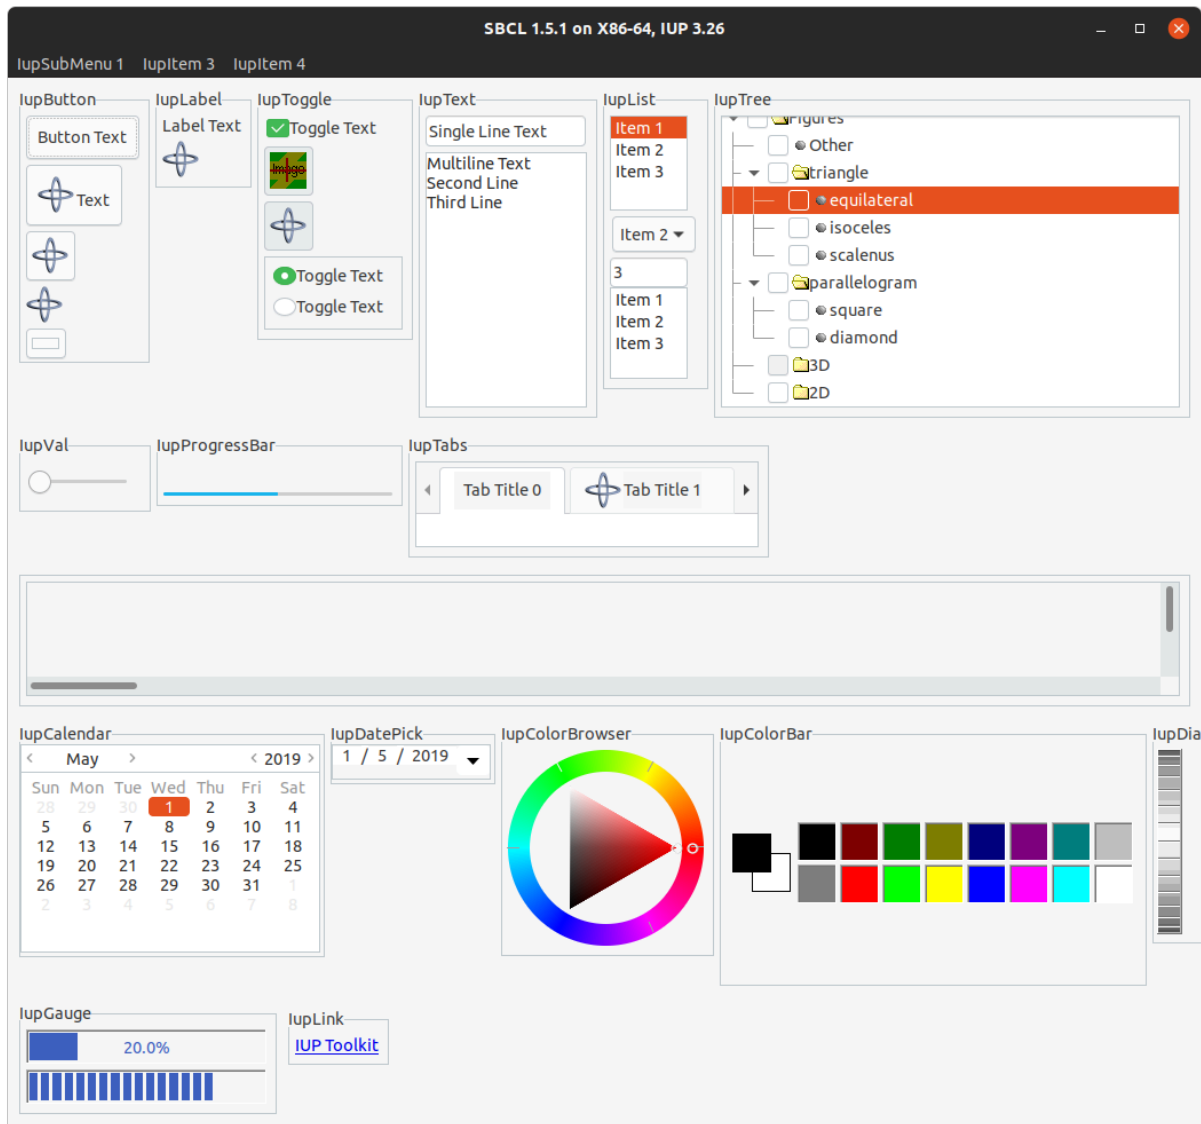 SBCL 1.5.1 on X86-64, IUP 3.26
IupSubMenu 1 IupItem 3 IupItem 4
IupButton
Button Text
Text
IupLabel
Label Text
IupToggle
Toggle Text
Image
Toggle Text
Toggle Text
IupText
Single Line Text
Multiline Text
Second Line
Third Line
IupList
Item 1
Item 2
Item 3
Item 2
3
Item 1
Item 2
Item 3
IupTree
Figures
Other
triangle
equilateral
isoceles
scalenus
parallelogram
square
diamond
3D
2D
IupVal
IupProgressBar
IupTabs
Tab Title 0 Tab Title 1
IupCalendar
< May > < 2019 >
Sun Mon Tue Wed Thu Fri Sat
28 29 30 1 2 3 4
5 6 7 8 9 10 11
12 13 14 15 16 17 18
19 20 21 22 23 24 25
26 27 28 29 30 31 1
2 3 4 5 6 7 8
IupDatePick
1 / 5 / 2019
IupColorBrowser
IupColorBar
IupDia
IupGauge
20.0%
IupLink
IUP Toolkit